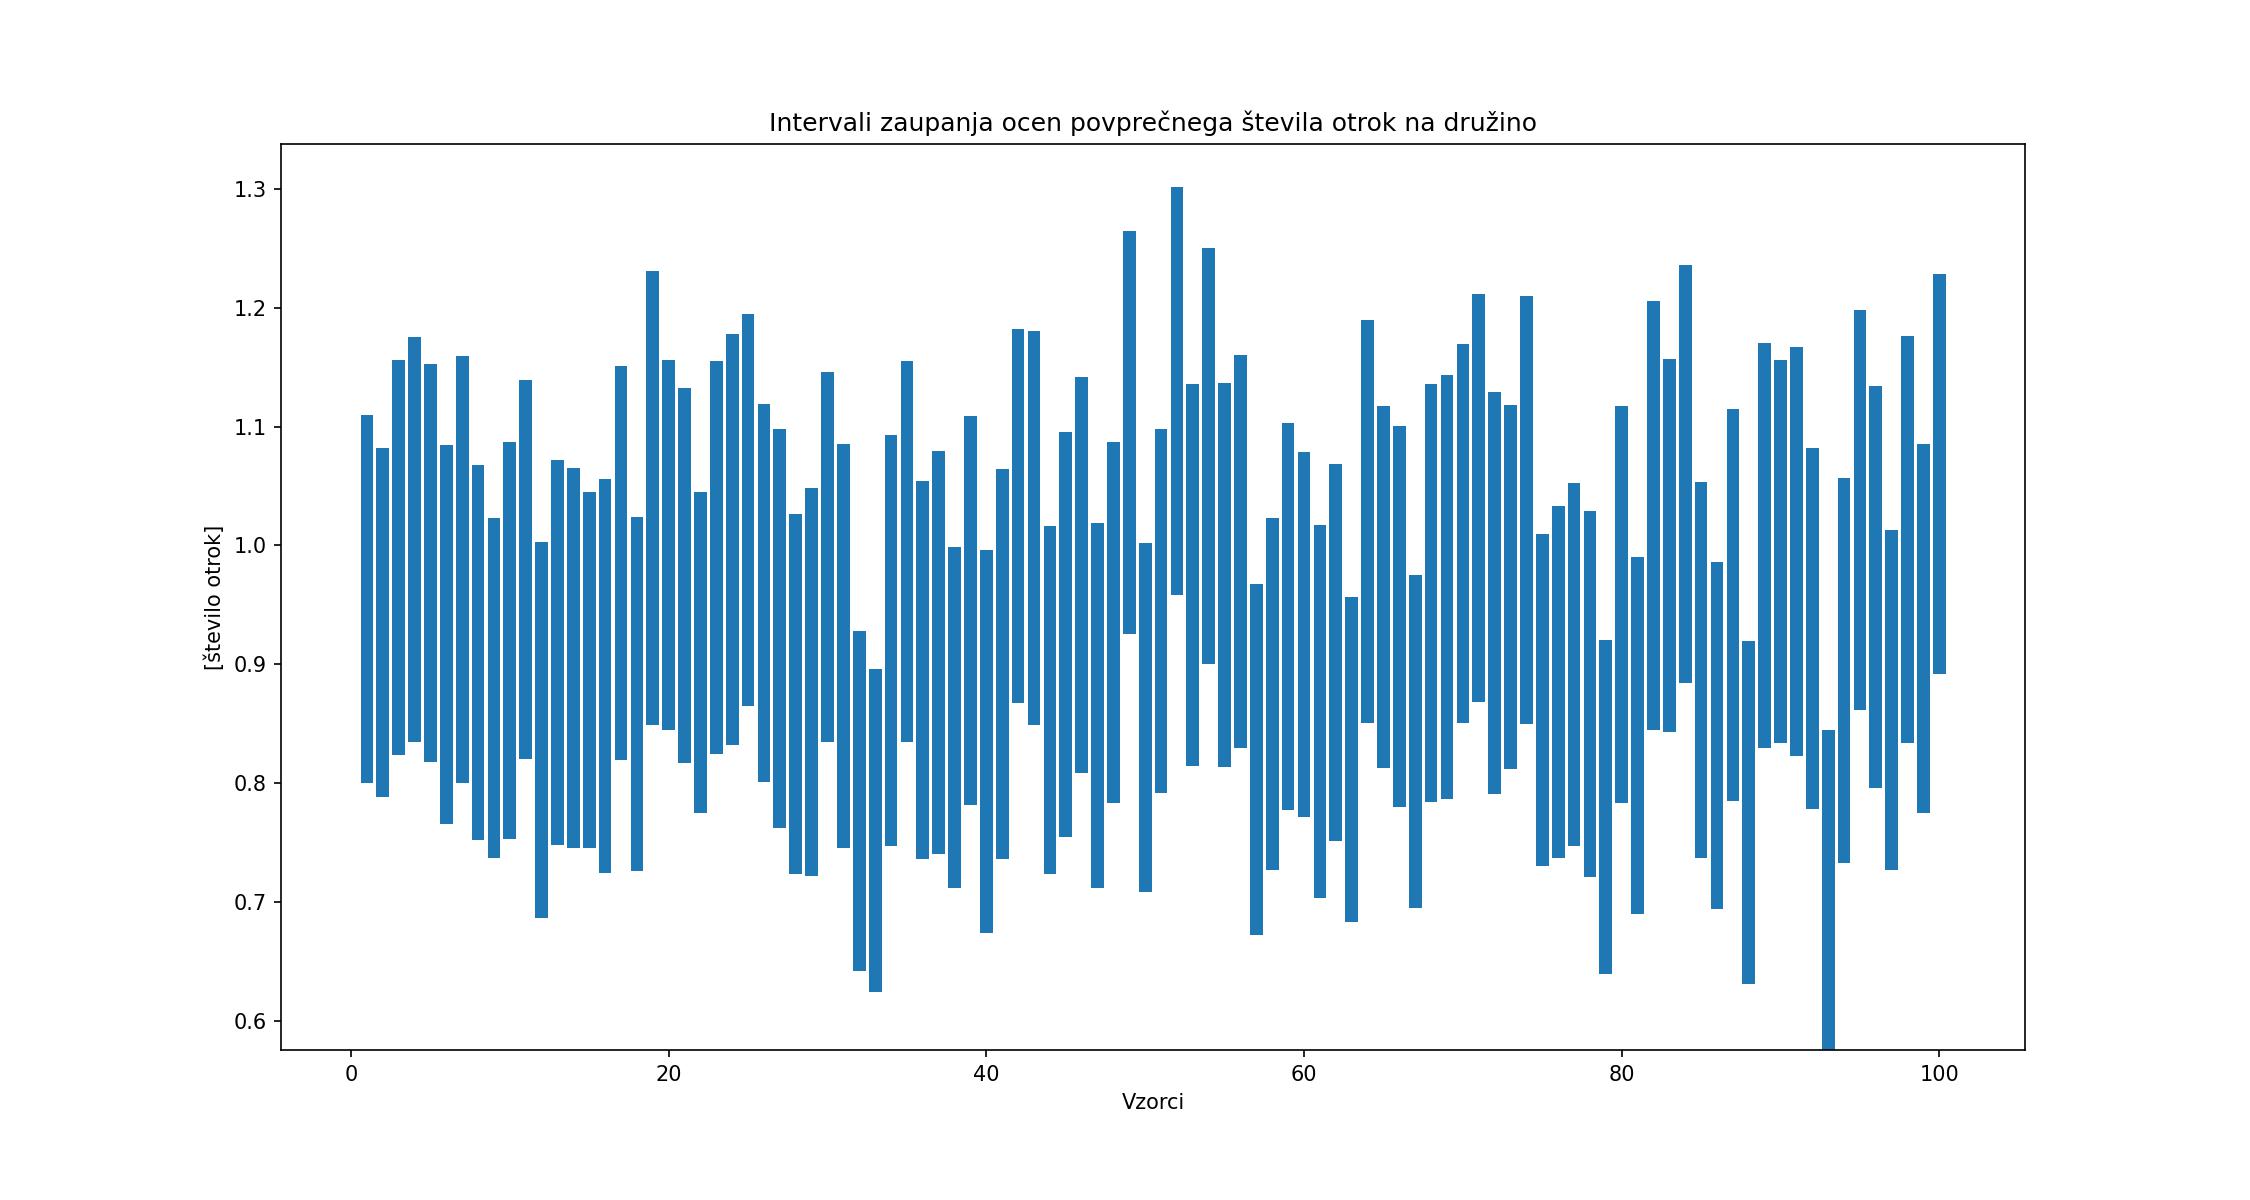 Intervali zaupanja ocen povprečnega števila otrok na družino
[število otrok]
1.3
1.2
1.1
1.0
0.9
0.8
0.7
0.6
0 20 40 60 80 100
Vzorci